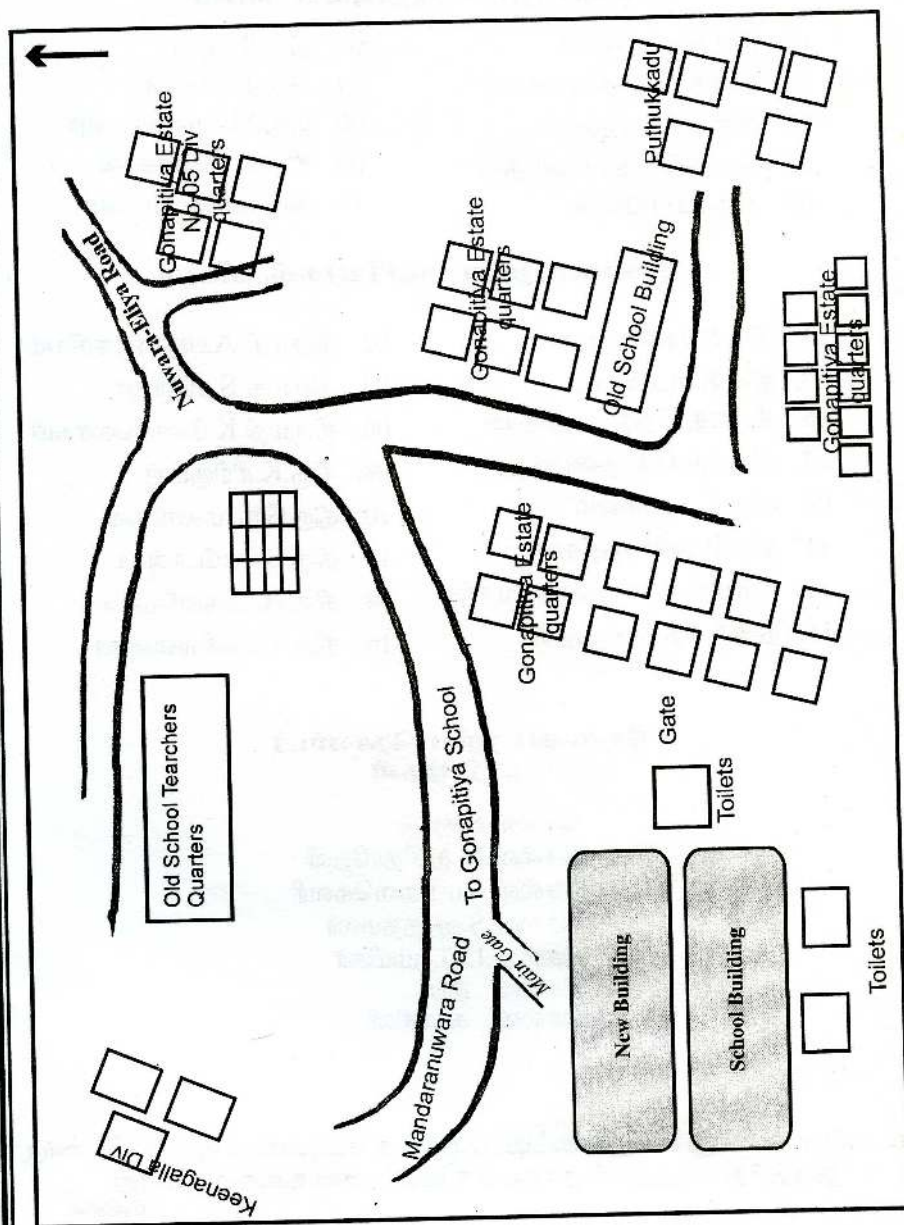 Nuwara-Eliya Road
Gonapitiya Estate
No-05 Div
quarters
Puthukkadu
Gonapitiya Estate
quarters
Old School Building
Gonapitiya Estate
quarters
Gonapitiya Estate
quarters
Old School Tearchers
Quarters
To Gonapitiya School
Mandaranuwara Road
Main Gate
Keenagalla Div
Gate
Toilets
New Building
School Building
Toilets